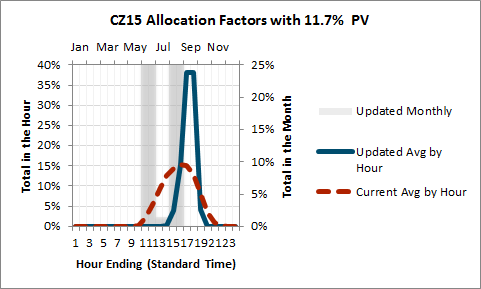 CZ15 Allocation Factors with 11.7% PV
Jan Mar May Jul Sep Nov
40% 25%
35%
30% 20%
25% 15%
20%
15% 10%
10% 5%
5%
0% 0%
1 3 5 7 9 11 13 15 17 19 21 23
Total in the Hour
Total in the Month
Hour Ending (Standard Time)
Updated Monthly
Updated Avg by
Hour
Current Avg by Hour